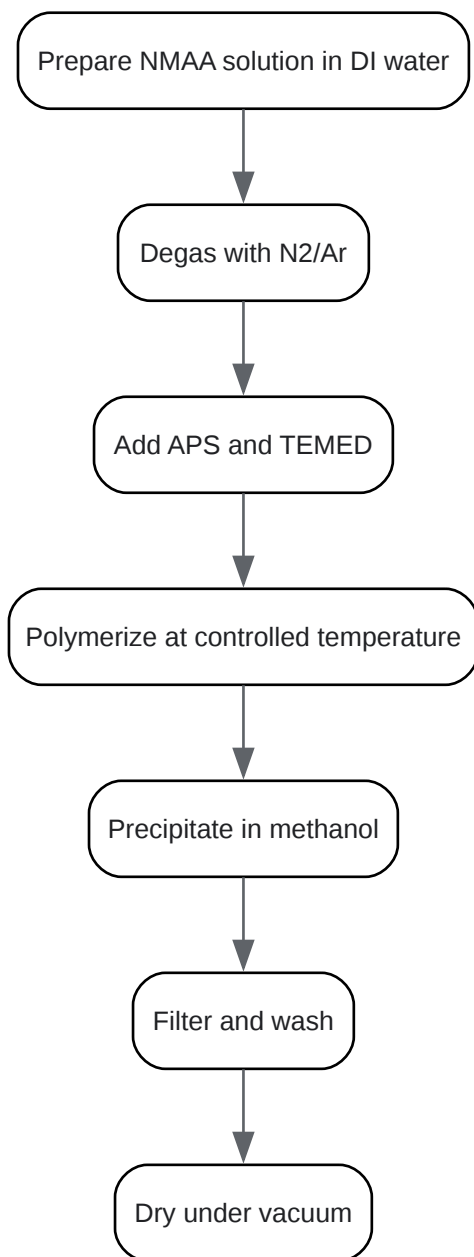 Prepare NMAA solution in DI water
Degas with N2/Ar
Add APS and TEMED
Polymerize at controlled temperature
Precipitate in methanol
Filter and wash
Dry under vacuum